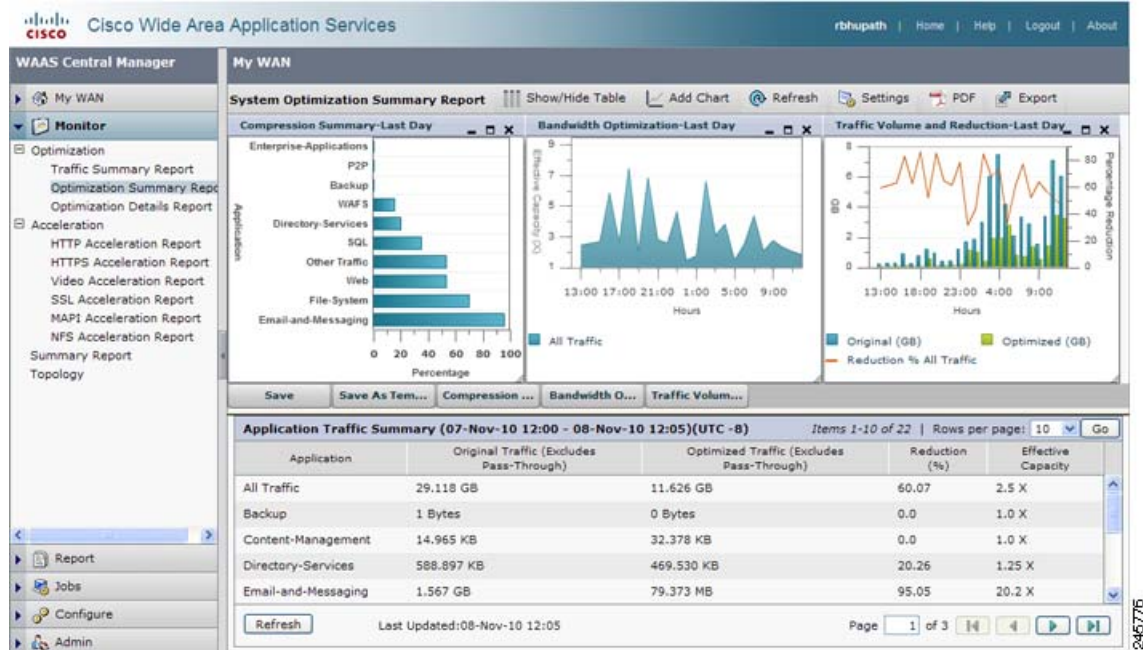 CISCO
Cisco Wide Area Application Services
rbhupath | Home | Help | Logout | About
WAAS Central Manager
My WAN
My WAN
Monitor
Optimization
Traffic Summary Report
Optimization Summary Repo
Optimization Details Report
Acceleration
HTTP Acceleration Report
HTTPS Acceleration Report
Video Acceleration Report
SSL Acceleration Report
MAPI Acceleration Report
NFS Acceleration Report
Summary Report
Topology
Report
Jobs
Configure
Admin
System Optimization Summary Report
Show/Hide Table
Add Chart
Refresh
Settings
PDF
Export
Compression Summary-Last Day
Application
Enterprise-Applications
P2P
Backup
WAFS
Directory-Services
SQL
Other Traffic
Web
File-System
Email-and-Messaging
0 20 40 60 80 100
Percentage
Bandwidth Optimization-Last Day
Effective Capacity (X)
9
7
5
3
1
13:00 17:00 21:00 1:00 5:00 9:00
Hours
All Traffic
Traffic Volume and Reduction-Last Day
GB
8
6
4
2
0
80
60
40
20
0
Percentage Reduction
13:00 18:00 23:00 4:00 9:00
Hours
Original (GB)
Optimized (GB)
Reduction % All Traffic
Save
Save As Tem...
Compression ...
Bandwidth O...
Traffic Volum...
Application Traffic Summary (07-Nov-10 12:00 - 08-Nov-10 12:05)(UTC -8)
Items 1-10 of 22 | Rows per page: 10 Go
Application
Original Traffic (Excludes
Pass-Through)
Optimized Traffic (Excludes
Pass-Through)
Reduction
(%)
Effective
Capacity
All Traffic 29.118 GB 11.626 GB 60.07 2.5 X
Backup 1 Bytes 0 Bytes 0.0 1.0 X
Content-Management 14.965 KB 32.378 KB 0.0 1.0 X
Directory-Services 588.897 KB 469.530 KB 20.26 1.25 X
Email-and-Messaging 1.567 GB 79.373 MB 95.05 20.2 X
Refresh
Last Updated:08-Nov-10 12:05
Page 1 of 3
245776